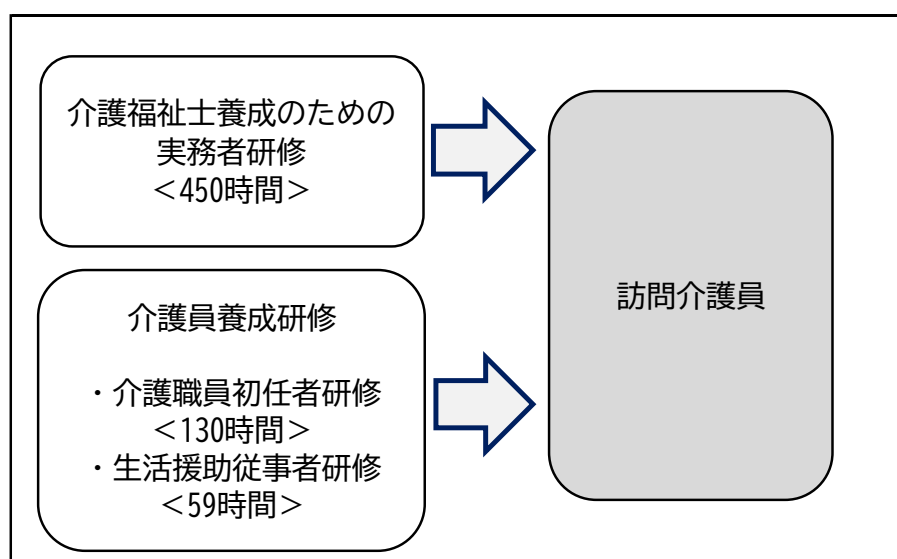 介護福祉士養成のための
実務者研修
＜450時間＞
介護員養成研修
・介護職員初任者研修
＜130時間＞
・生活援助従事者研修
＜59時間＞
訪問介護員